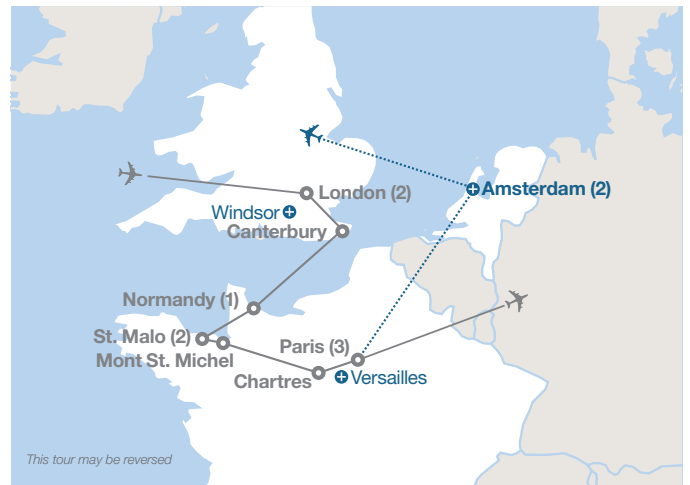 London (2)
Amsterdam (2)
Windsor
Canterbury
Normandy (1)
St. Malo (2)
Mont St. Michel
Paris (3)
Chartres
Versailles
This tour may be reversed